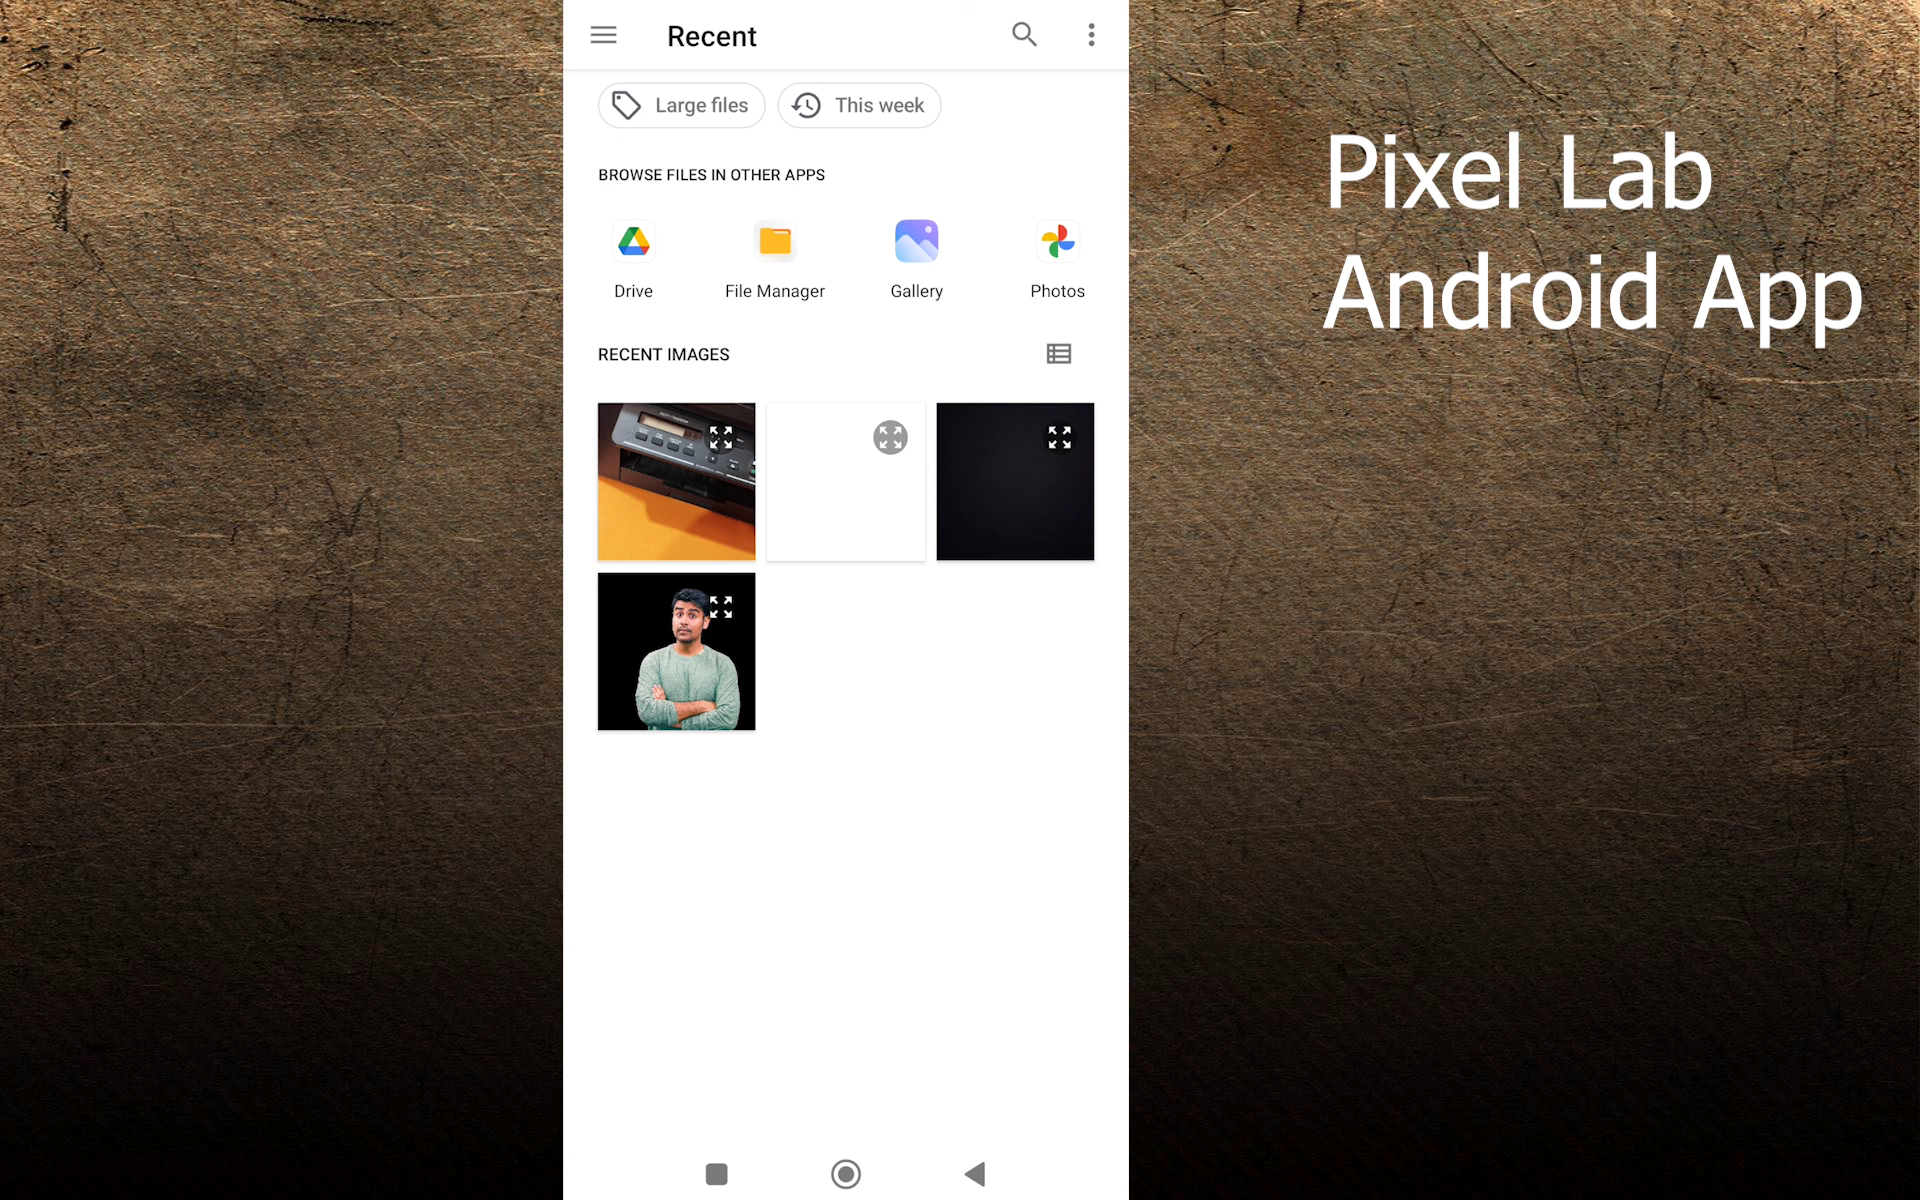 Recent
Large files
This week
BROWSE FILES IN OTHER APPS
Drive
File Manager
Gallery
Photos
RECENT IMAGES
Pixel Lab
Android App